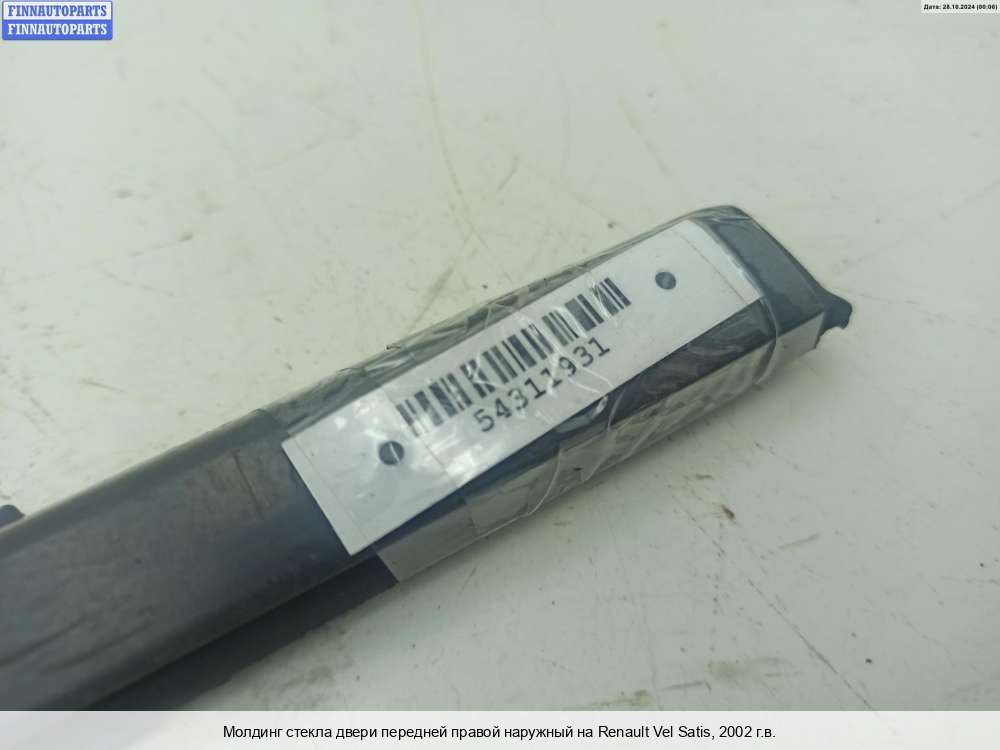 FINNAUTOPARTS
FINNAUTOPARTS
Дата: 28.10.2024 (00:06)
54311931
Молдинг стекла двери передней правой наружный на Renault Vel Satis, 2002 г.в.